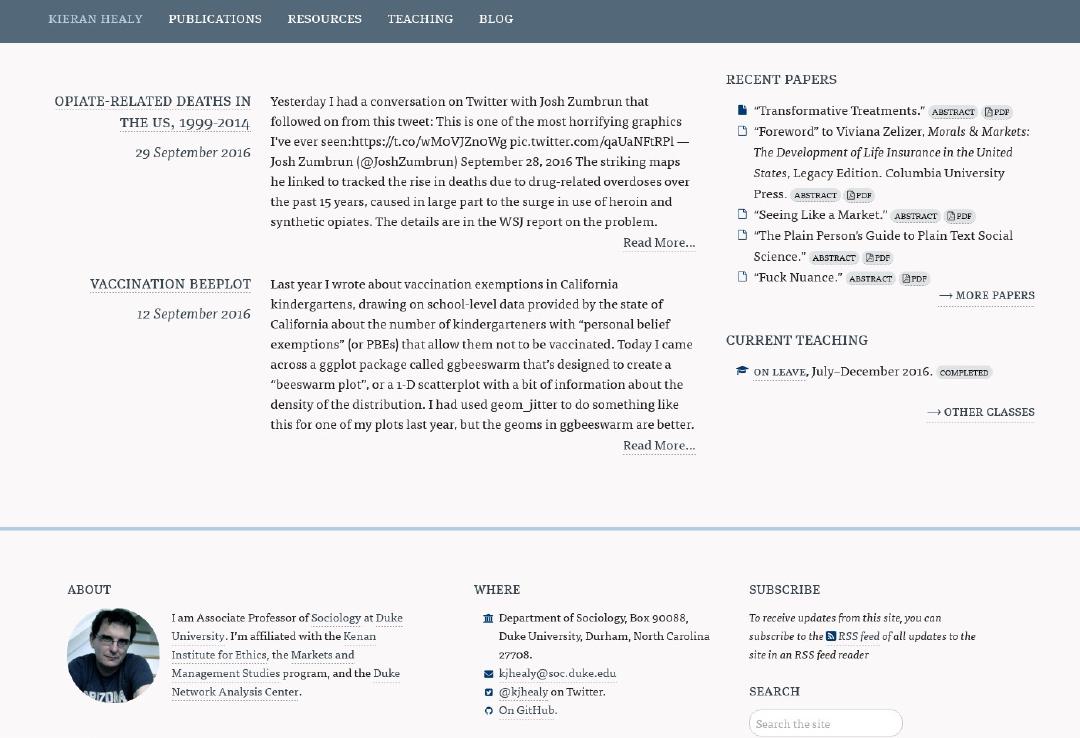 KIERAN HEALY PUBLICATIONS RESOURCES TEACHING BLOG
OPIATE-RELATED DEATHS IN
THE US, 1999-2014
29 September 2016
Yesterday I had a conversation on Twitter with Josh Zumbrun that
followed on from this tweet: This is one of the most horrifying graphics
I've ever seen:https://t.co/wM0VJZn0Wg pic.twitter.com/qaUaNFtRPl —
Josh Zumbrun (@JoshZumbrun) September 28, 2016 The striking maps
he linked to tracked the rise in deaths due to drug-related overdoses over
the past 15 years, caused in large part to the surge in use of heroin and
synthetic opiates. The details are in the WSJ report on the problem.
Read More...
VACCINATION BEEPLOT
12 September 2016
Last year I wrote about vaccination exemptions in California
kindergartens, drawing on school-level data provided by the state of
California about the number of kindergarteners with “personal belief
exemptions” (or PBEs) that allow them not to be vaccinated. Today I came
across a ggplot package called ggbeeswarm that’s designed to create a
“beeswarm plot”, or a 1-D scatterplot with a bit of information about the
density of the distribution. I had used geom_jitter to do something like
this for one of my plots last year, but the geoms in ggbeeswarm are better.
Read More...
RECENT PAPERS
“Transformative Treatments.” ABSTRACT PDF
“Foreword” to Viviana Zelizer, Morals & Markets:
The Development of Life Insurance in the United
States, Legacy Edition. Columbia University
Press. ABSTRACT PDF
“Seeing Like a Market.” ABSTRACT PDF
“The Plain Person’s Guide to Plain Text Social
Science.” ABSTRACT PDF
“Fuck Nuance.” ABSTRACT PDF
→ MORE PAPERS
CURRENT TEACHING
ON LEAVE, July–December 2016. COMPLETED
→ OTHER CLASSES
ABOUT
I am Associate Professor of Sociology at Duke
University. I’m affiliated with the Kenan
Institute for Ethics, the Markets and
Management Studies program, and the Duke
Network Analysis Center.
ARIZONA
WHERE
Department of Sociology, Box 90088,
Duke University, Durham, North Carolina
27708.
kjhealy@soc.duke.edu
@kjhealy on Twitter.
On GitHub.
SUBSCRIBE
To receive updates from this site, you can
subscribe to the RSS feed of all updates to the
site in an RSS feed reader
SEARCH
Search the site